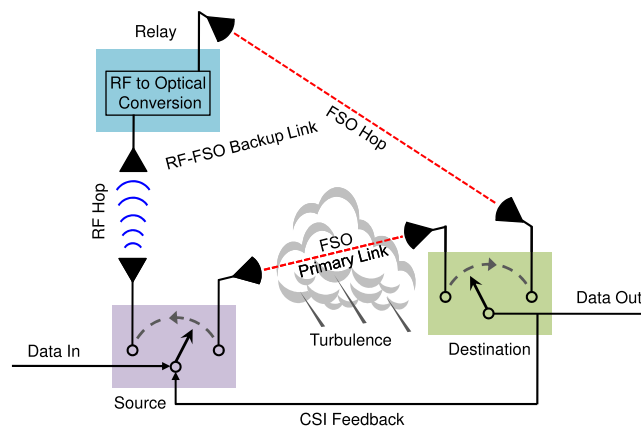 Relay
RF to Optical
Conversion
RF-FSO Backup Link
FSO Hop
RF Hop
FSO
Primary Link
Turbulence
Data In
Source
Destination
Data Out
CSI Feedback